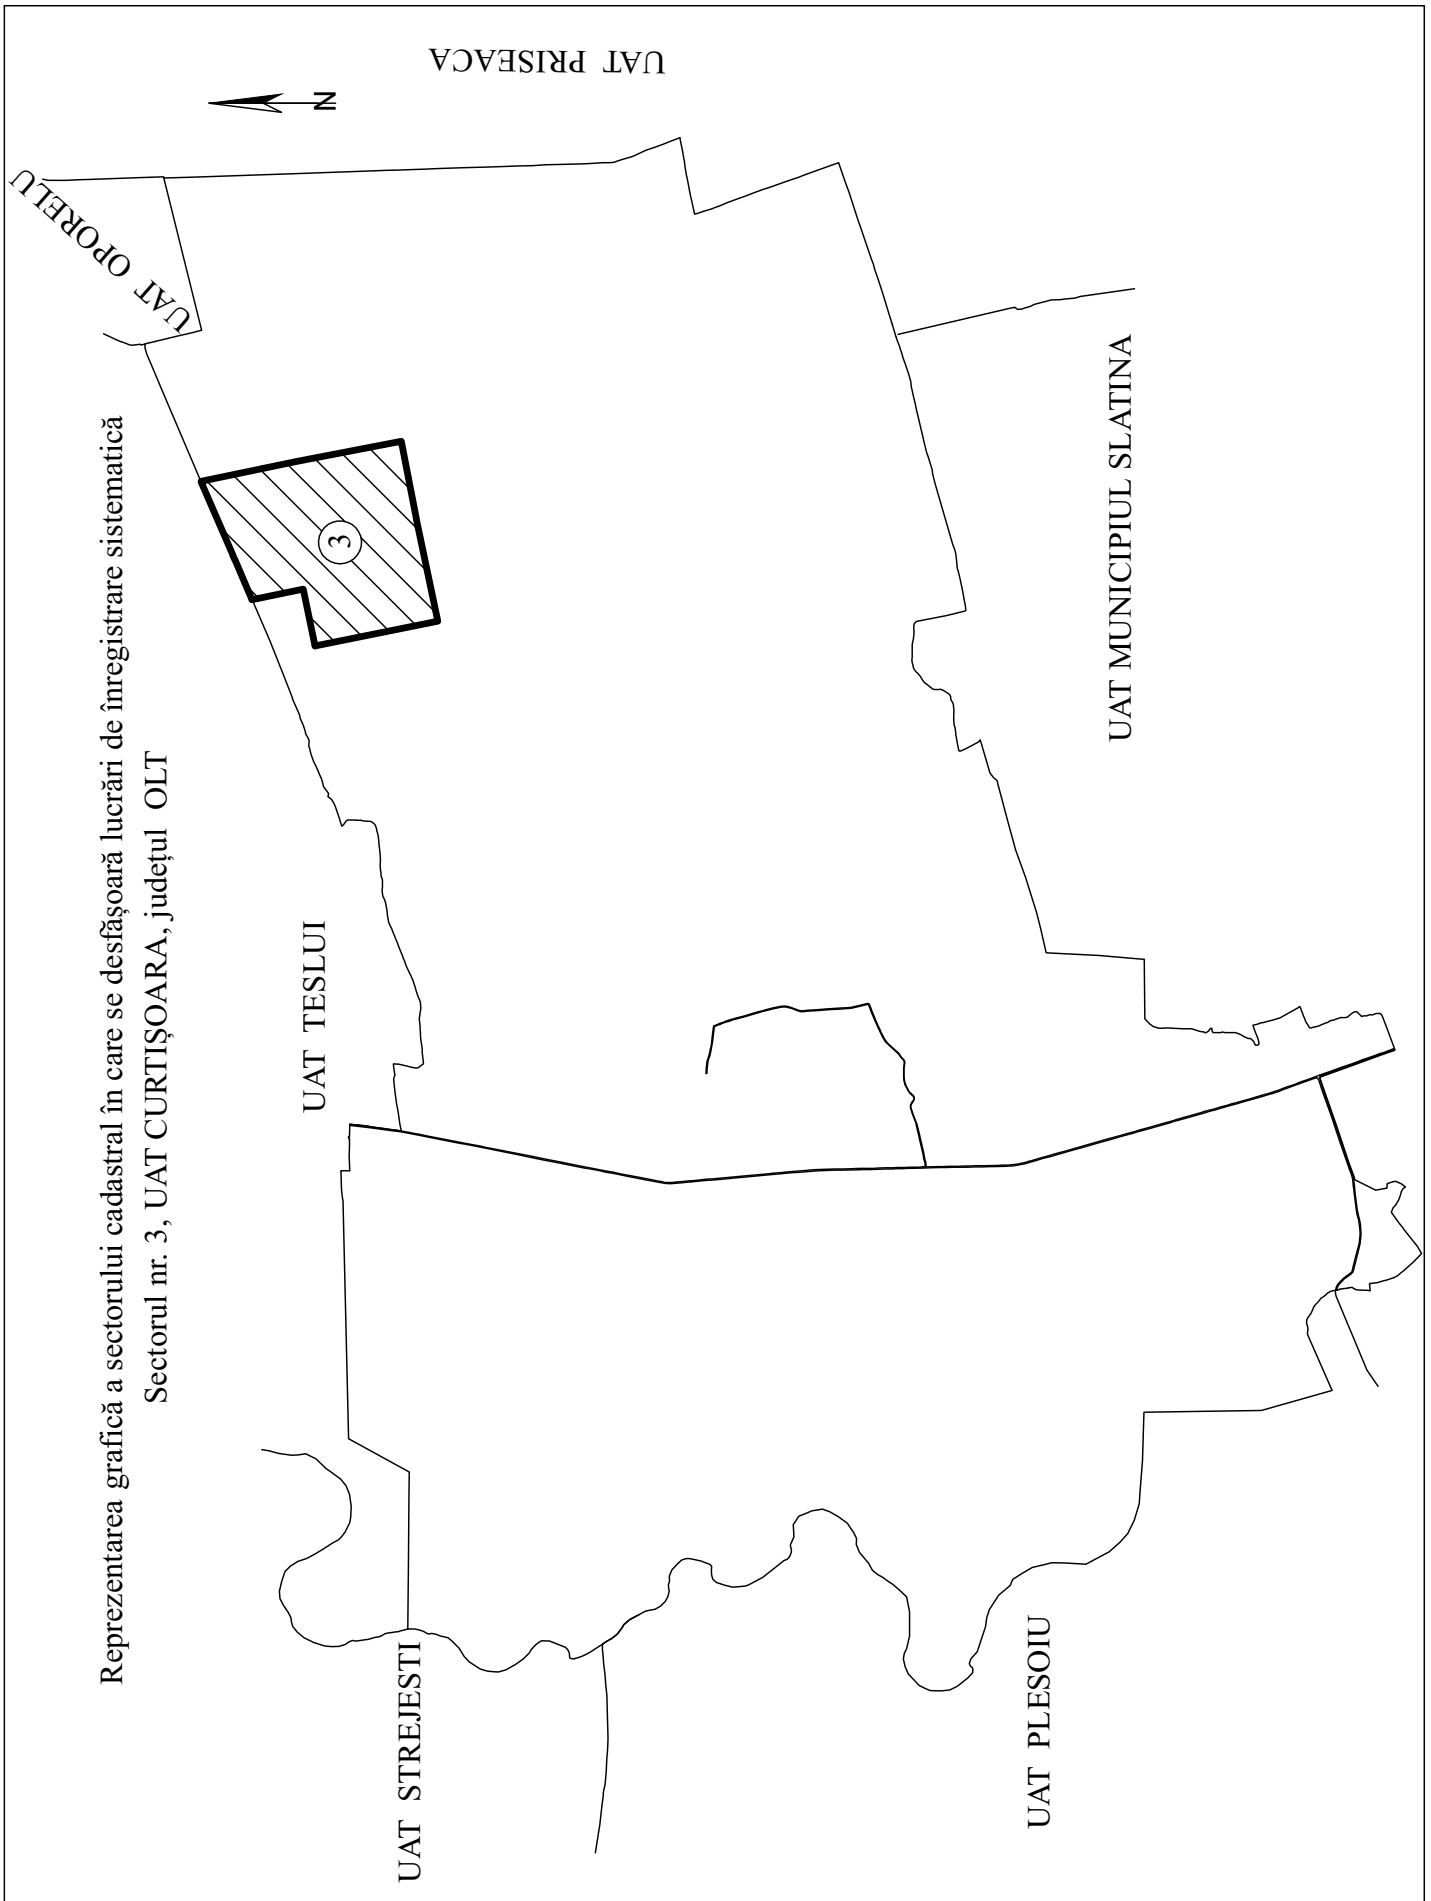 Reprezentarea grafică a sectorului cadastral în care se desfășoară lucrări de înregistrare sistematică
Sectorul nr. 3, UAT CURTIȘOARA, județul OLT
UAT OPORELU
N
UAT PRISEACA
3
UAT TESLUI
UAT STREJESTI
UAT MUNICIPIUL SLATINA
UAT PLESOIU